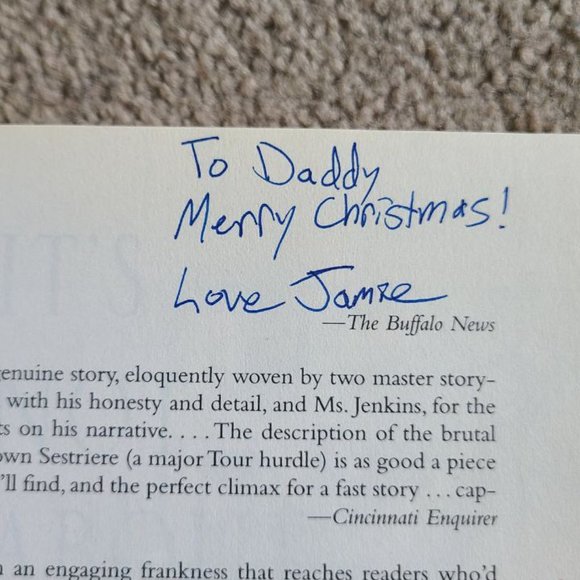 To Daddy
Merry Christmas!
Love Jamie
—The Buffalo News
enuine story, eloquently woven by two master story-
with his honesty and detail, and Ms. Jenkins, for the
ts on his narrative. . . . The description of the brutal
own Sestriere (a major Tour hurdle) is as good a piece
'll find, and the perfect climax for a fast story . . . cap-
—Cincinnati Enquirer
an engaging frankness that reaches readers who'd